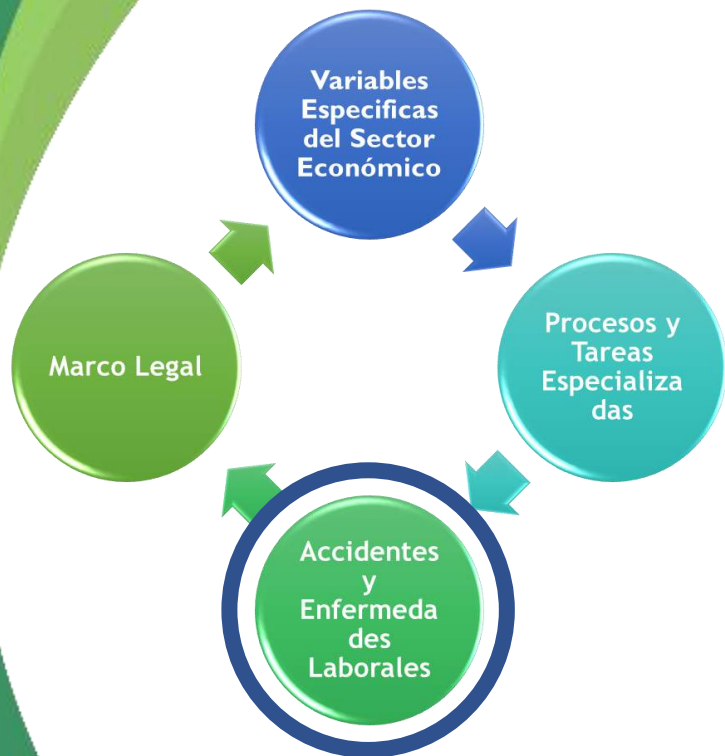 Variables
Especificas
del Sector
Económico
Procesos y
Tareas
Especializa
das
Accidentes
y
Enfermeda
des
Laborales
Marco Legal